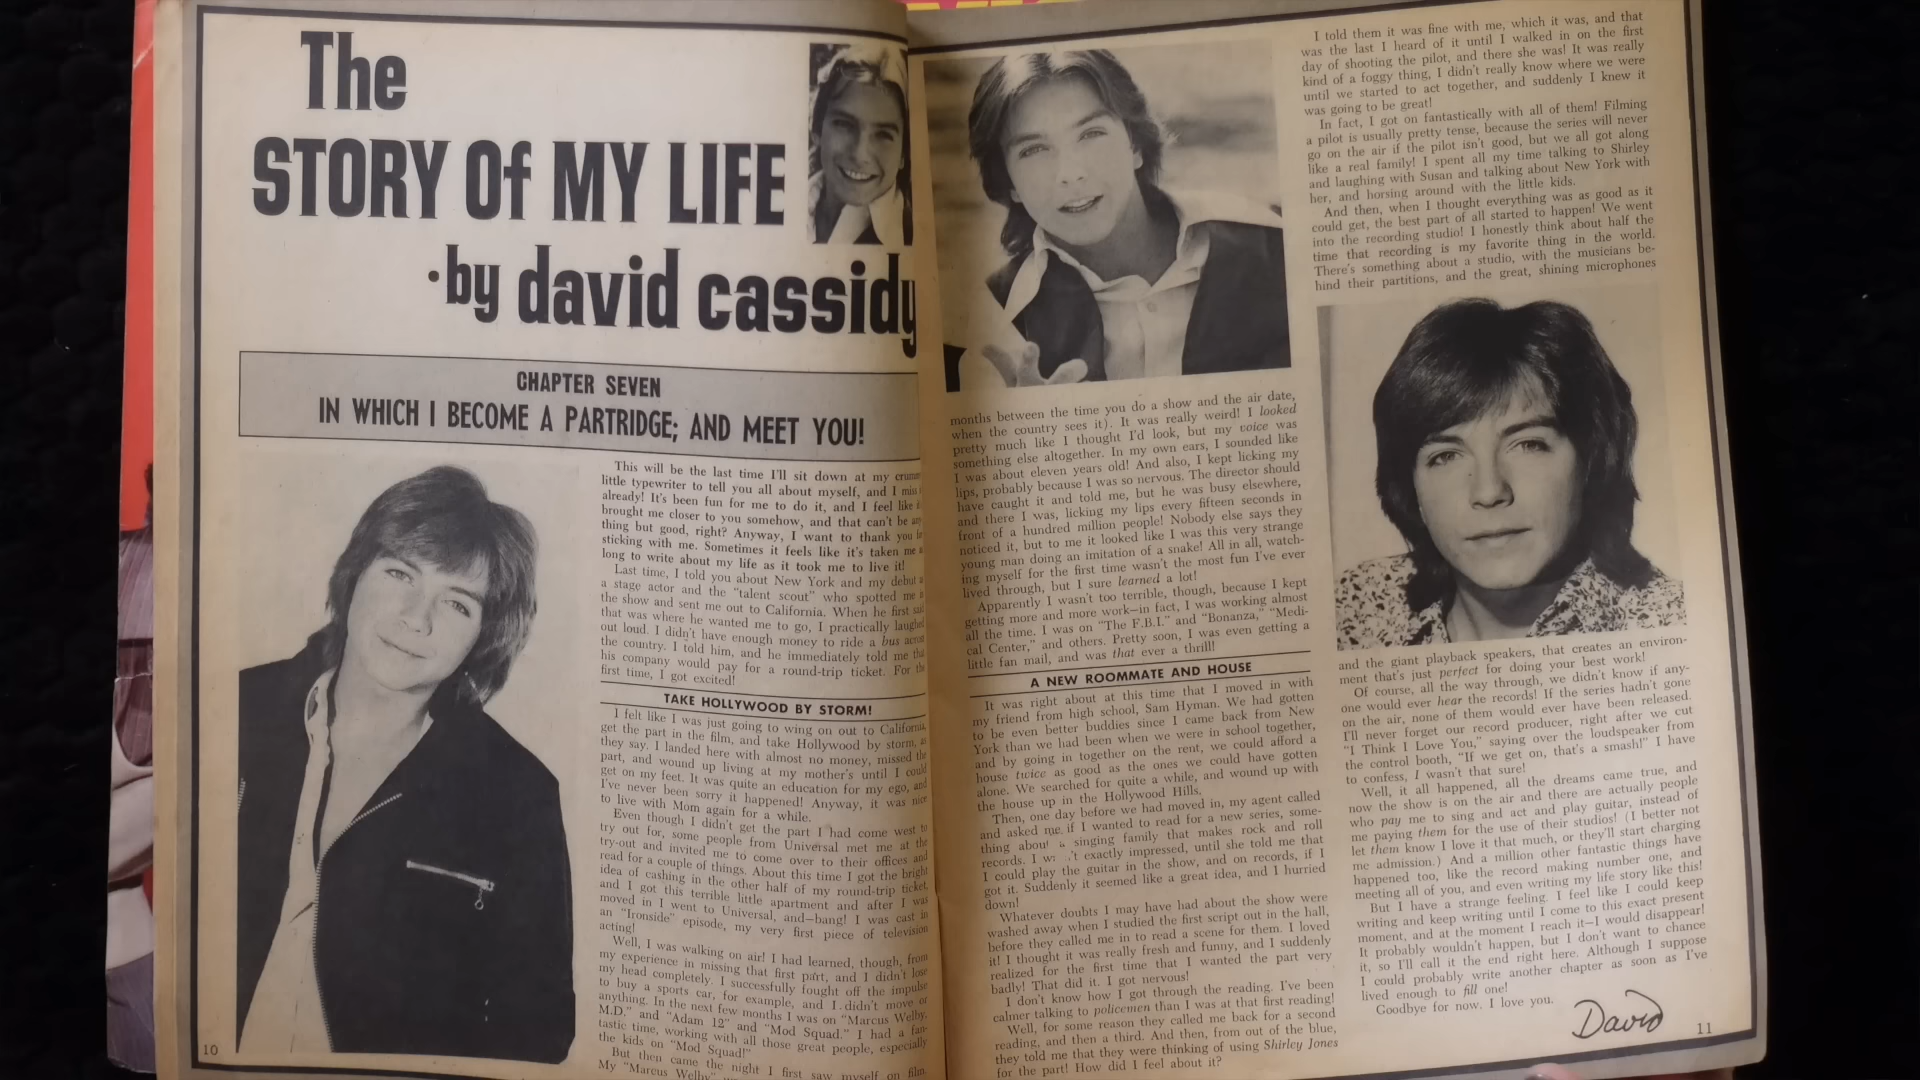 The
STORY Of MY LIFE
·by david cassidy
CHAPTER SEVEN
IN WHICH I BECOME A PARTRIDGE; AND MEET YOU!
This will be the last time I'll sit down at my
little typewriter to tell you all about myself, and I
already! It's been fun for me to do it, and I feel like
brought me closer to you somehow, and that can't be
thing but good, right? Anyway, I want to thank you
sticking with me. Sometimes it feels like it's taken me
long to write about my life as it took me to live it!
Last time, I told you about New York and my debut
a stage actor and the "talent scout" who spotted me
the show and sent me out to California. When he first
that was where he wanted me to go, I practically laughed
out loud. I didn't have enough money to ride a bus across
the country. I told him, and he immediately told me that
his company would pay for a round-trip ticket. For the
first time, I got excited!
TAKE HOLLYWOOD BY STORM!
I felt like I was just going to wing on out to California,
get the part in the film, and take Hollywood by storm, as
they say. I landed here with almost no money, missed the
part, and wound up living at my mother's until I could
get on my feet. It was quite an education for my ego, and
I've never been sorry it happened! Anyway, it was nice
to live with Mom again for a while.
Even though I didn't get the part I had come west to
try out for, some people from Universal met me at the
try-out and invited me to come over to their offices and
read for a couple of things. About this time I got the bright
idea of cashing in the other half of my round-trip ticket,
and I got this terrible little apartment and after I was
moved in I went to Universal, and—bang! I was cast in
an "Ironside" episode, my very first piece of television
acting!
Well, I was walking on air! I had learned, though, from
my experience in missing that first part, and I didn't lose
my head completely. I successfully fought off the impulse
to buy a sports car, for example, and I didn't move or
anything. In the next few months I was on "Marcus Welby,
M.D." and "Adam 12" and "Mod Squad." I had a fan-
tastic time, working with all those great people, especially
the kids on "Mod Squad!"
But then came the night I first saw myself on film.
My "Marcus Welby"
10
months between the time you do a show and the air date,
when the country sees it). It was really weird! I looked
pretty much like I thought I'd look, but my voice was
something else altogether. In my own ears, I sounded like
I was about eleven years old! And also, I kept licking my
lips, probably because I was so nervous. The director should
have caught it and told me, but he was busy elsewhere,
and there I was, licking my lips every fifteen seconds in
front of a hundred million people! Nobody else says they
noticed it, but to me it looked like I was this very strange
young man doing an imitation of a snake! All in all, watch-
ing myself for the first time wasn't the most fun I've ever
lived through, but I sure learned a lot!
Apparently I wasn't too terrible, though, because I kept
getting more and more work—in fact, I was working almost
all the time. I was on "The F.B.I." and "Bonanza," "Medi-
cal Center," and others. Pretty soon, I was even getting a
little fan mail, and was that ever a thrill!
A NEW ROOMMATE AND HOUSE
It was right about at this time that I moved in with
my friend from high school, Sam Hyman. We had gotten
to be even better buddies since I came back from New
York than we had been when we were in school together,
and by going in together on the rent, we could afford a
house twice as good as the ones we could have gotten
alone. We searched for quite a while, and wound up with
the house up in the Hollywood Hills.
Then, one day before we had moved in, my agent called
and asked me if I wanted to read for a new series, some-
thing about a singing family that makes rock and roll
records. I exactly impressed, until she told me that
I could play the guitar in the show, and on records, if I
got it. Suddenly it seemed like a great idea, and I hurried
down!
Whatever doubts I may have had about the show were
washed away when I studied the first script out in the hall,
before they called me in to read a scene for them. I loved
it! I thought it was really fresh and funny, and I suddenly
realized for the first time that I wanted the part very
badly! That did it. I got nervous!
I don't know how I got through the reading. I've been
calmer talking to policemen than I was at that first reading!
Well, for some reason they called me back for a second
reading, and then a third. And then, from out of the blue,
they told me that they were thinking of using Shirley Jones
for the part! How did I feel about it?
I told them it was fine with me, which it was, and that
was the last I heard of it until I walked in on the first
day of shooting the pilot, and there she was! It was really
kind of a foggy thing, I didn't really know where we were
until we started to act together, and suddenly I knew it
was going to be great!
In fact, I got on fantastically with all of them! Filming
a pilot is usually pretty tense, because the series will never
go on the air if the pilot isn't good, but we all got along
like a real family! I spent all my time talking to Shirley
and laughing with Susan and talking about New York with
her, and horsing around with the little kids.
And then, when I thought everything was as good as it
could get, the best part of all started to happen! We went
into the recording studio! I honestly think about half the
time that recording is my favorite thing in the world.
There's something about a studio, with the musicians be-
hind their partitions, and the great, shining microphones
and the giant playback speakers, that creates an environ-
ment that's just perfect for doing your best work!
Of course, all the way through, we didn't know if any-
one would ever hear the records! If the series hadn't gone
on the air, none of them would ever have been released.
I'll never forget our record producer, right after we cut
"I Think I Love You," saying over the loudspeaker from
the control booth, "If we get on, that's a smash!" I have
to confess, I wasn't that sure!
Well, it all happened, all the dreams came true, and
now the show is on the air and there are actually people
who pay me to sing and act and play guitar, instead of
me paying them for the use of their studios! (I better not
let them know I love it that much, or they'll start charging
me admission.) And a million other fantastic things have
happened too, like the record making number one, and
meeting all of you, and even writing my life story like this!
But I have a strange feeling. I feel like I could keep
writing and keep writing until I come to this exact present
moment, and at the moment I reach it—I would disappear!
It probably wouldn't happen, but I don't want to chance
it, so I'll call it the end right here. Although I suppose
I could probably write another chapter as soon as I've
lived enough to fill one!
Goodbye for now. I love you.
David
11